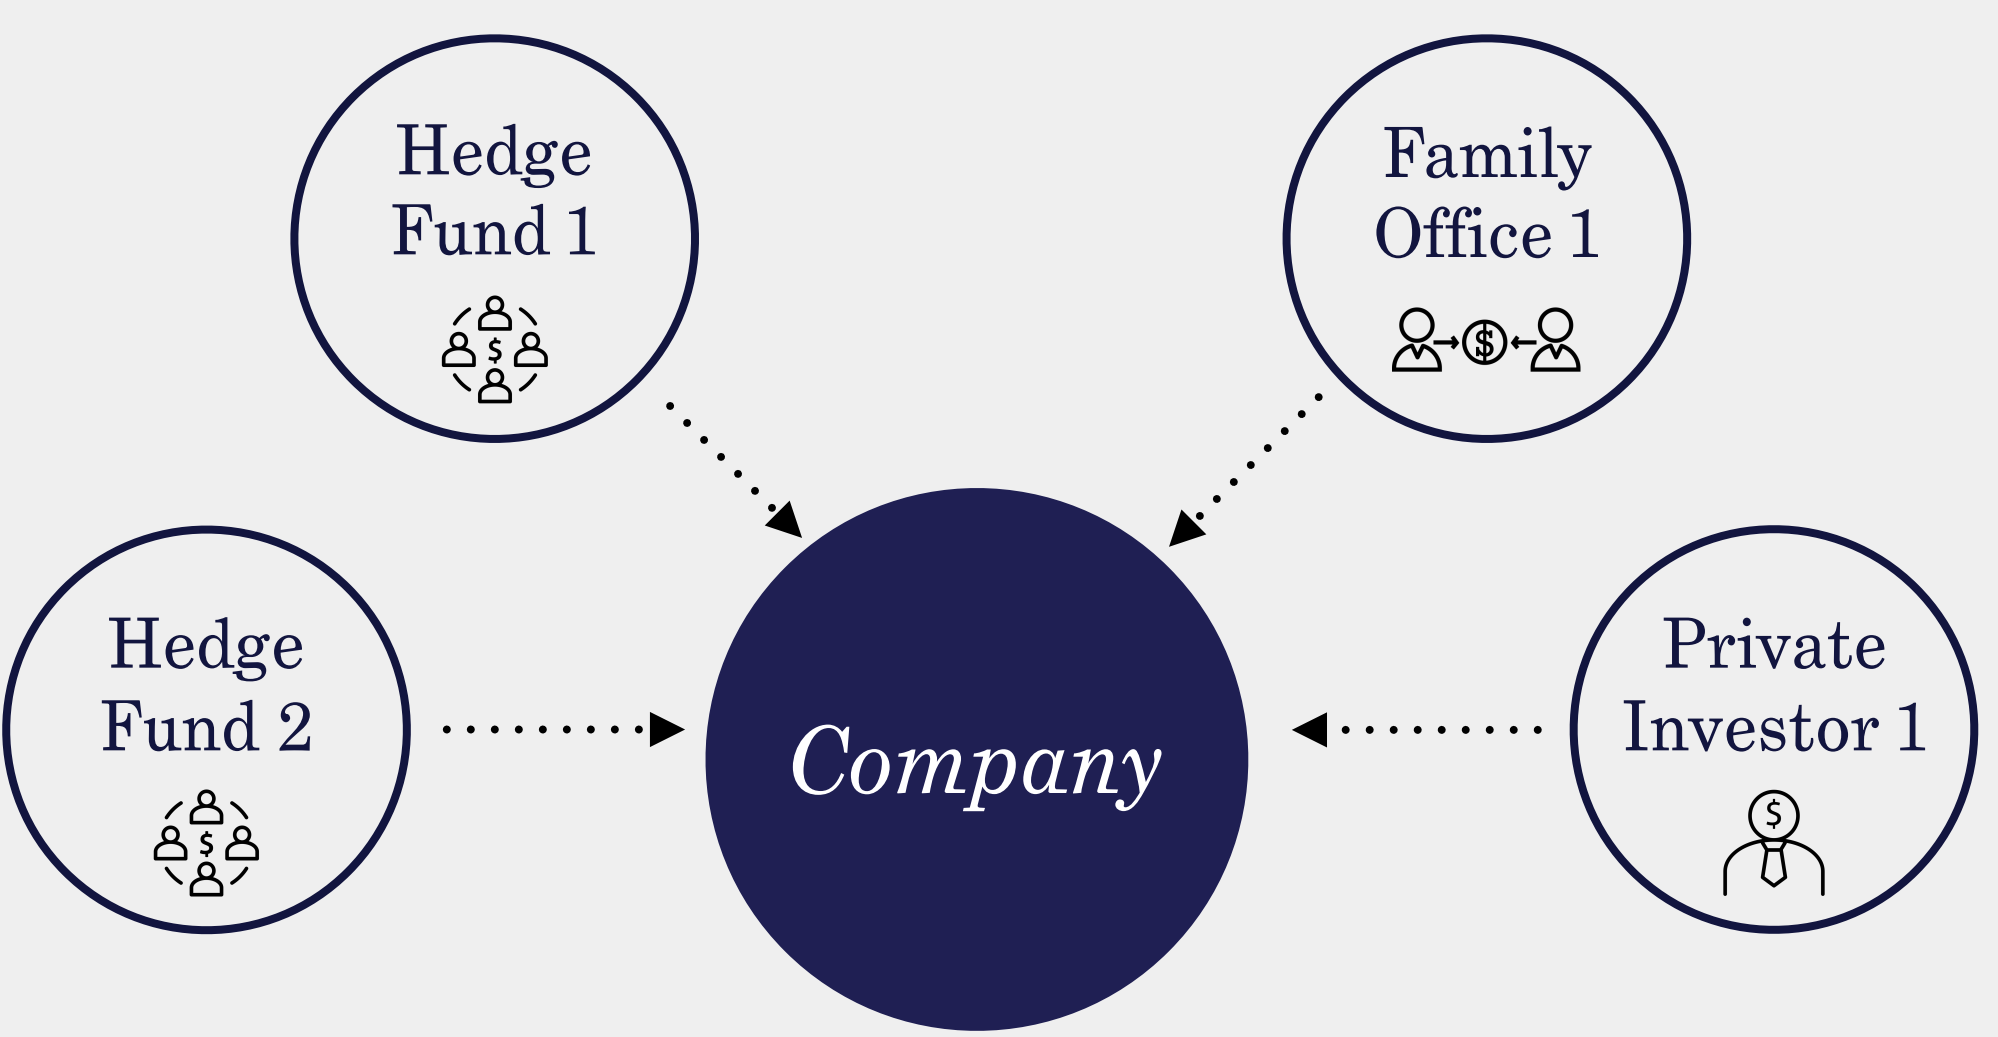 Hedge
Fund 1
$
Family
Office 1
$
Hedge
Fund 2
$
Company
Private
Investor 1
$